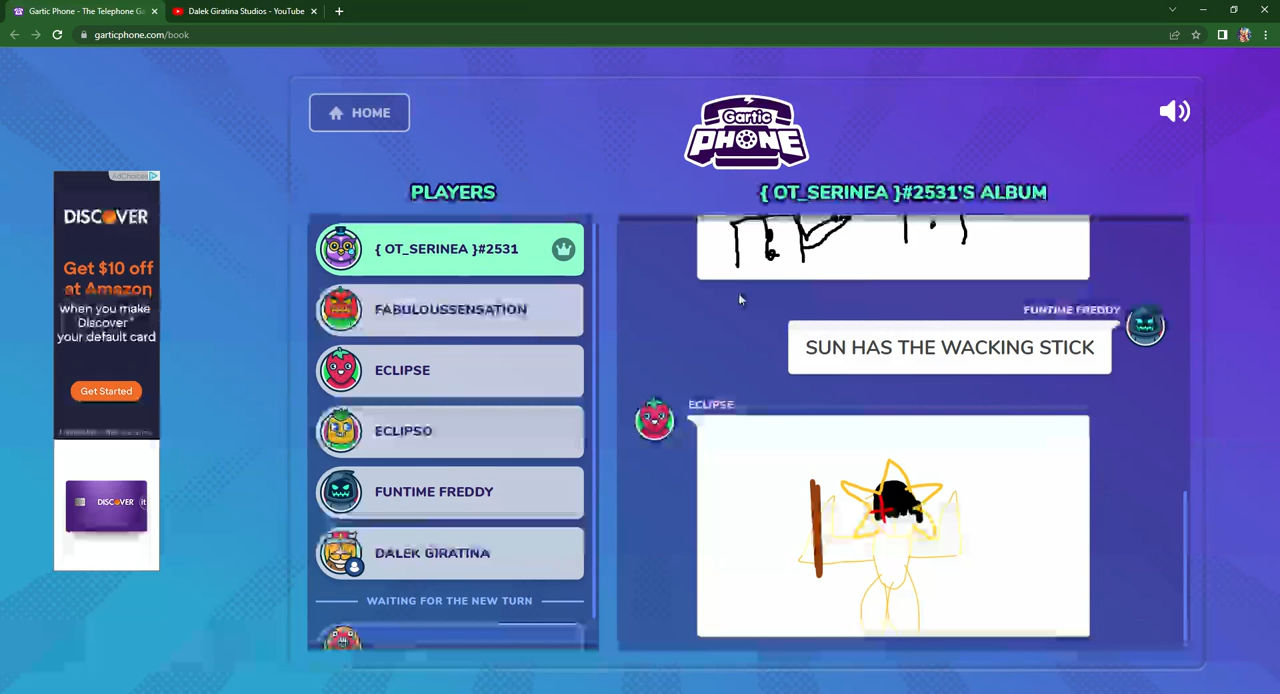 Gartic Phone - The Telephone Ga
Dalek Giratina Studios - YouTube
garticphone.com/book
HOME
Gartic
PHONE
PLAYERS
{ OT_SERINEA }#2531'S ALBUM
{ OT_SERINEA }#2531
FABULOUSSENSATION
ECLIPSE
ECLIPSO
FUNTIME FREDDY
DALEK GIRATINA
WAITING FOR THE NEW TURN
FUNTIME FREDDY
SUN HAS THE WACKING STICK
ECLIPSE
AdChoices
DISCOVER
Get $10 off
at Amazon
when you make
Discover
your default card
Get Started
DISCOVER it